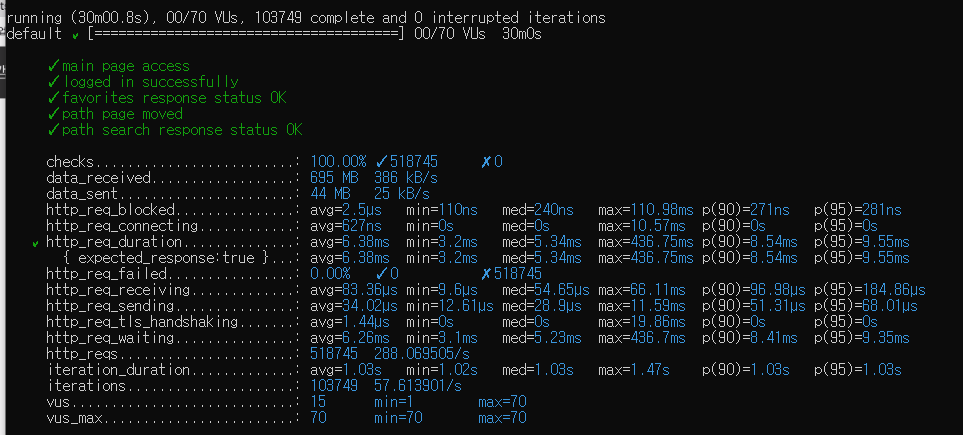 running (30m00.8s), 00/70 VUs, 103749 complete and 0 interrupted iterations
default ✓ [======================================] 00/70 VUs  30m0s
✓ main page access
✓ logged in successfully
✓ favorites response status OK
✓ path page moved
✓ path search response status OK
checks.........................: 100.00% ✓518745 ✗0
data_received..................: 695 MB 386 kB/s
data_sent......................: 44 MB 25 kB/s
http_req_blocked...............: avg=2.5µs min=110ns med=240ns max=110.98ms p(90)=271ns p(95)=281ns
http_req_connecting............: avg=627ns min=0s med=0s max=10.57ms p(90)=0s p(95)=0s
✓ http_req_duration..............: avg=6.38ms min=3.2ms med=5.34ms max=436.75ms p(90)=8.54ms p(95)=9.55ms
{ expected_response:true }...: avg=6.38ms min=3.2ms med=5.34ms max=436.75ms p(90)=8.54ms p(95)=9.55ms
http_req_failed................: 0.00% ✓0 ✗518745
http_req_receiving.............: avg=83.36µs min=9.6µs med=54.65µs max=66.11ms p(90)=96.98µs p(95)=184.86µs
http_req_sending...............: avg=34.02µs min=12.61µs med=28.9µs max=11.59ms p(90)=51.31µs p(95)=68.01µs
http_req_tls_handshaking.......: avg=1.44µs min=0s med=0s max=19.86ms p(90)=0s p(95)=0s
http_req_waiting...............: avg=6.26ms min=3.1ms med=5.23ms max=436.7ms p(90)=8.41ms p(95)=9.35ms
http_reqs......................: 518745 288.069505/s
iteration_duration.............: avg=1.03s min=1.02s med=1.03s max=1.47s p(90)=1.03s p(95)=1.03s
iterations.....................: 103749 57.613901/s
vus............................: 15 min=1 max=70
vus_max........................: 70 min=70 max=70